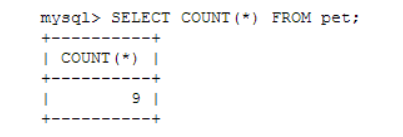 mysql> SELECT COUNT(*) FROM pet;
+----------+
| COUNT(*) |
+----------+
|        9 |
+----------+